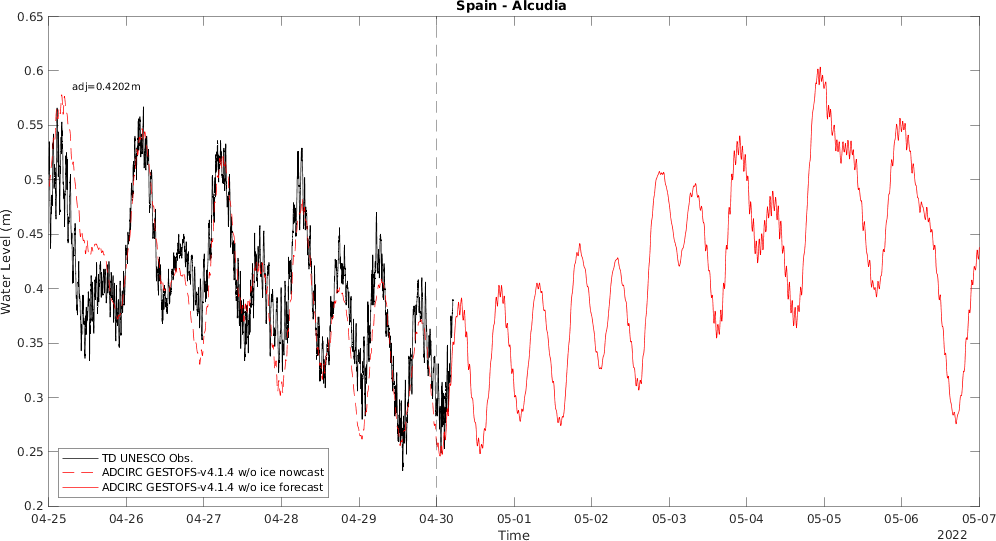 Spain - Alcudia
0.65
0.6
0.55
0.5
0.45
0.4
0.35
0.3
0.25
0.2
Water Level (m)
adj=0.4202m
TD UNESCO Obs.
ADCIRC GESTOFS-v4.1.4 w/o ice nowcast
ADCIRC GESTOFS-v4.1.4 w/o ice forecast
04-25 04-26 04-27 04-28 04-29 04-30 05-01 05-02 05-03 05-04 05-05 05-06 05-07
Time
2022